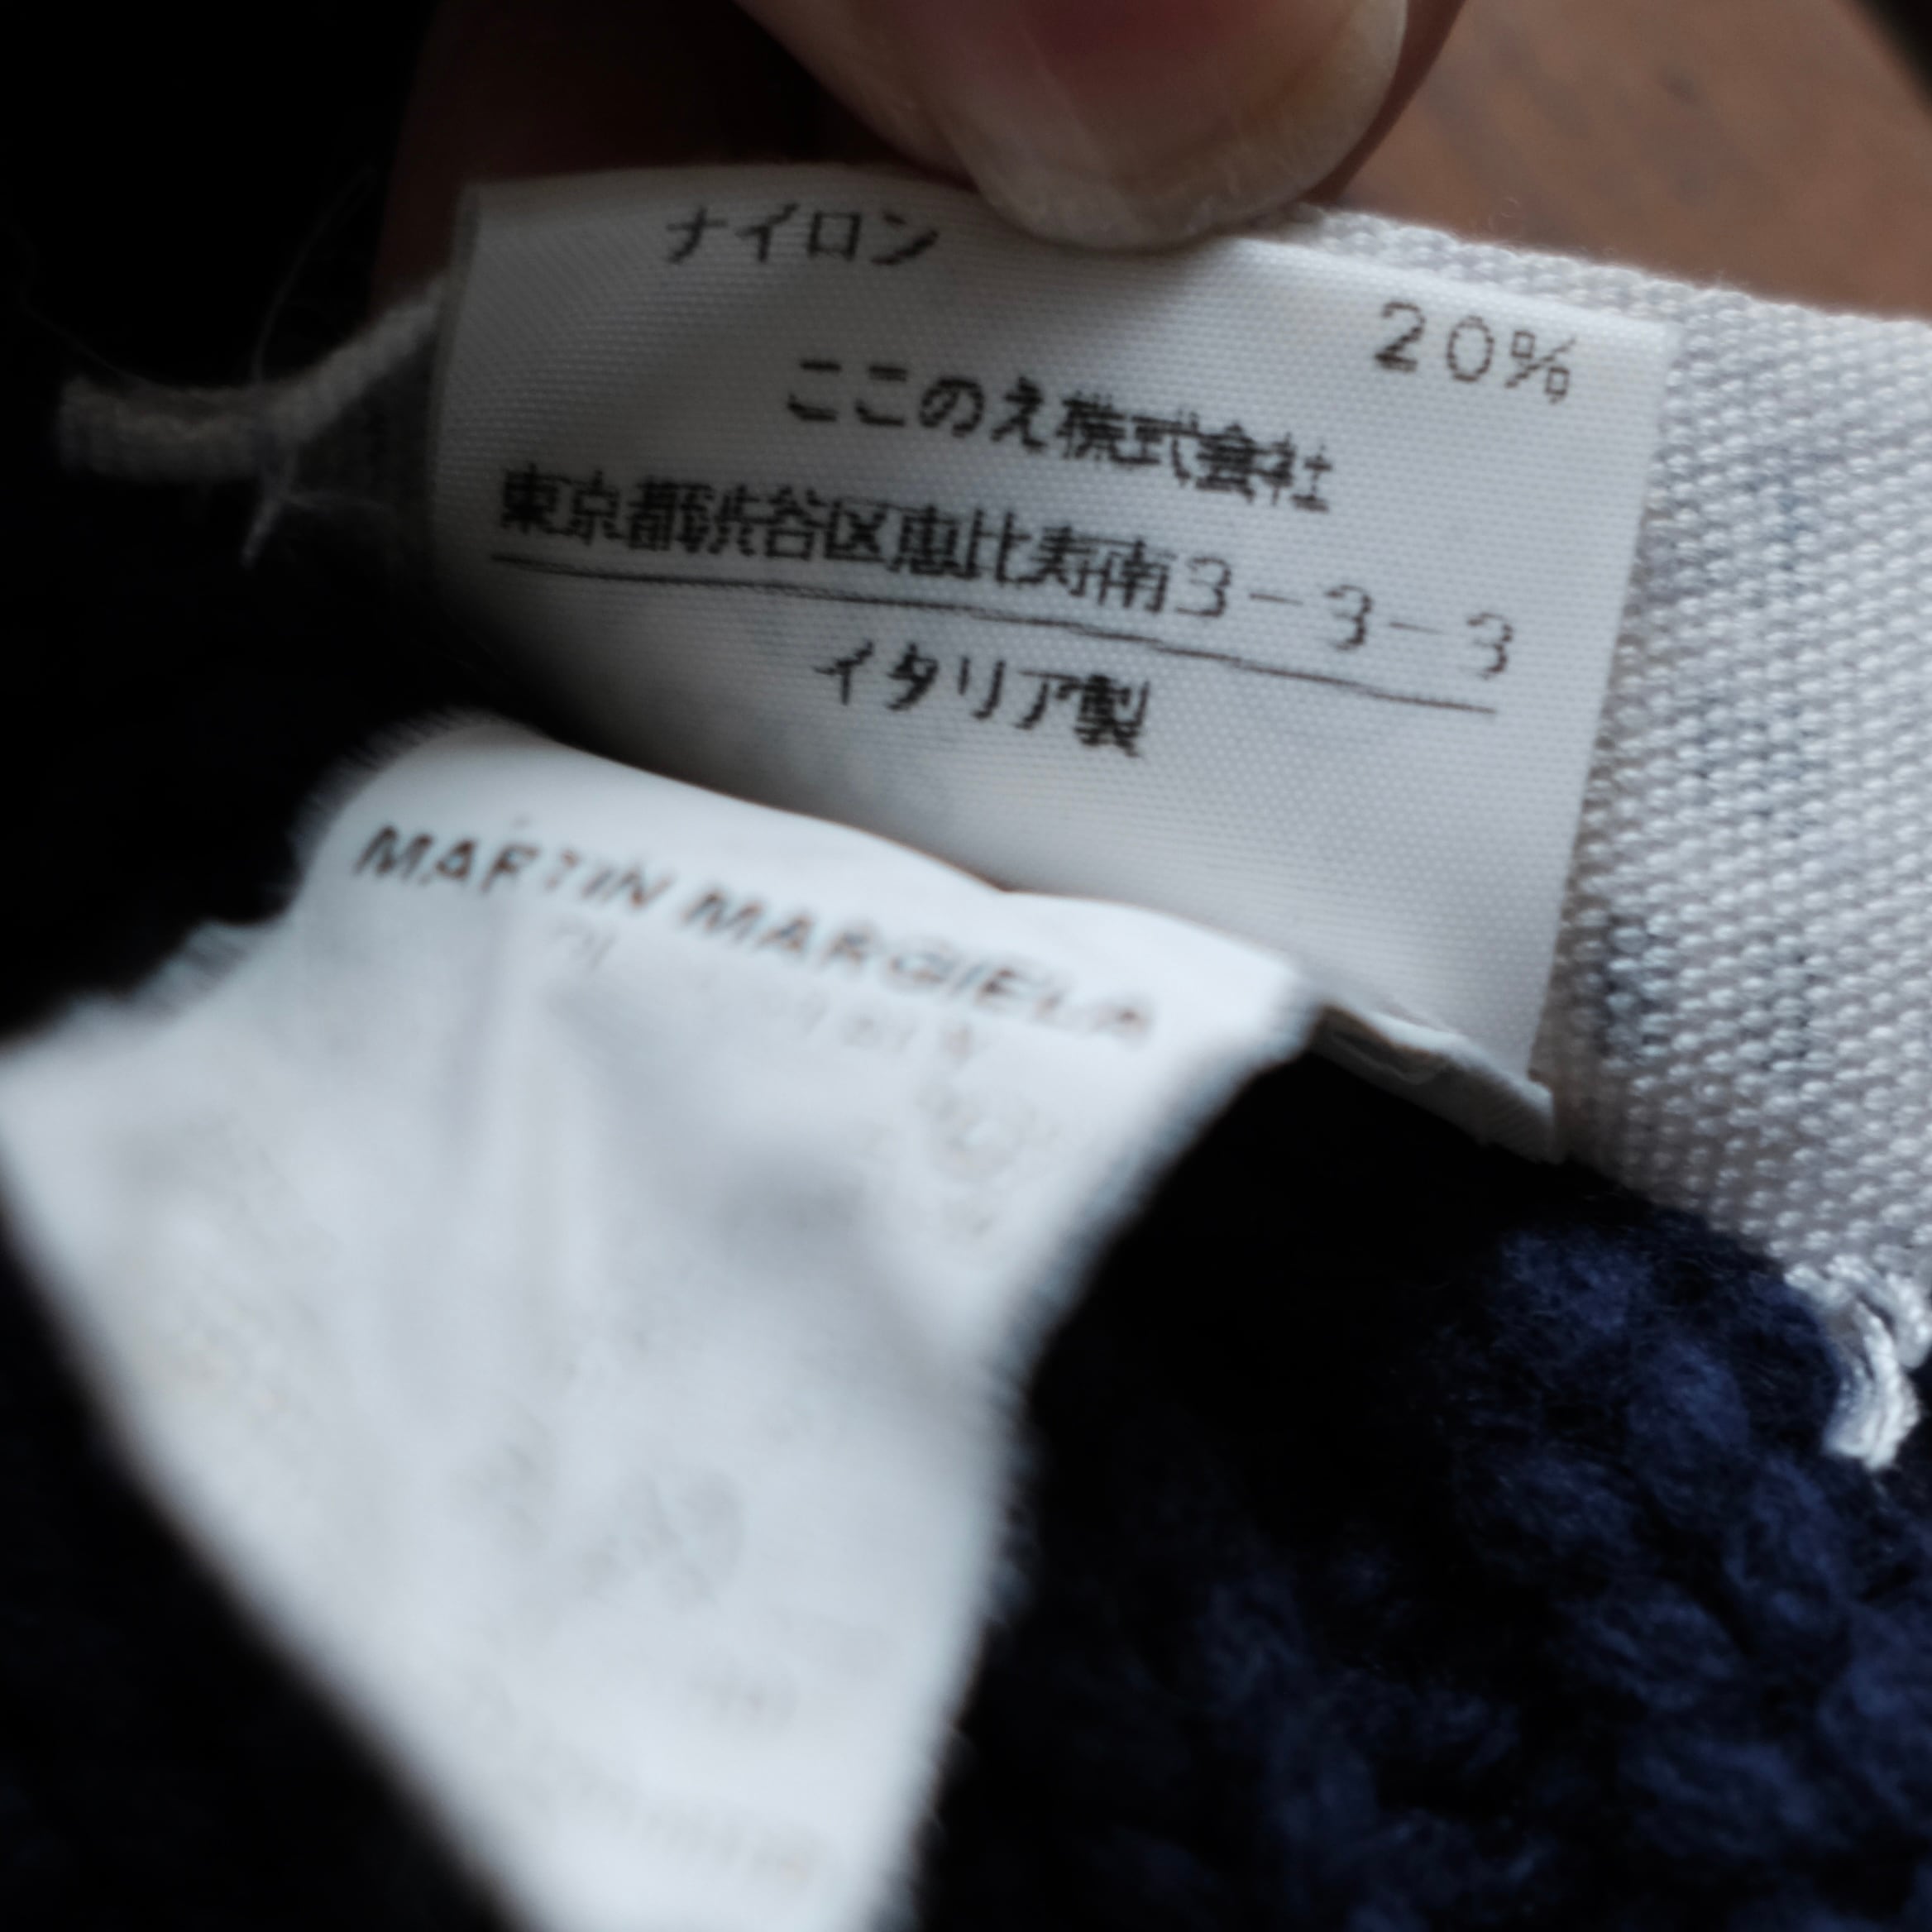 ナイロン 20%
ここのえ株式会社
東京都渋谷区恵比寿南3-3-3
イタリア製
MARTIN MARGIELA